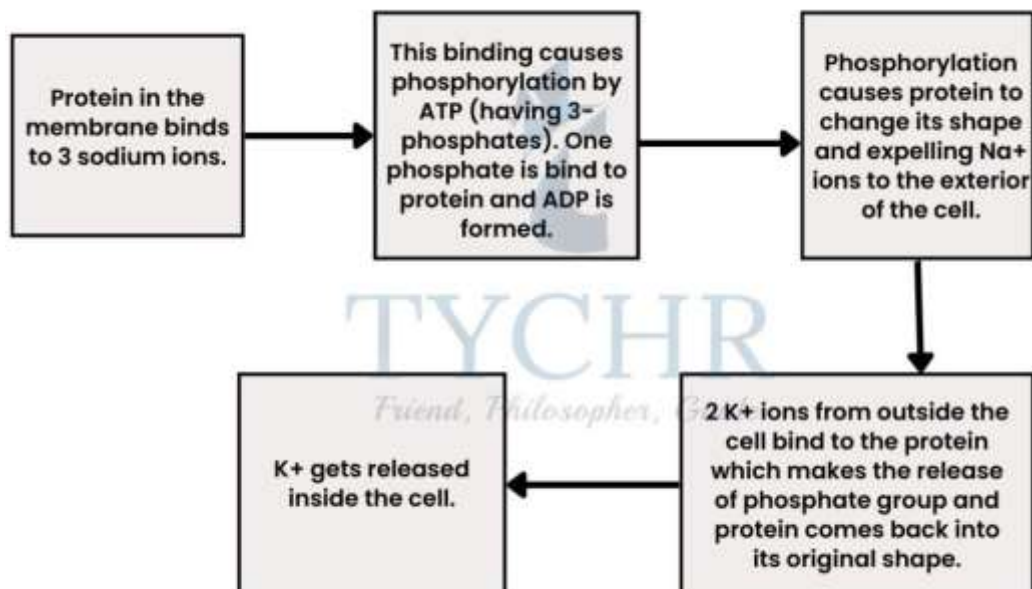 Protein in the
membrane binds
to 3 sodium ions.
This binding causes
phosphorylation by
ATP (having 3-
phosphates). One
phosphate is bind to
protein and ADP is
formed.
Phosphorylation
causes protein to
change its shape
and expelling Na+
ions to the exterior
of the cell.
TYCHR
Friend, Philosopher,
2 K+ ions from outside the
cell bind to the protein
which makes the release
of phosphate group and
protein comes back into
its original shape.
K+ gets released
inside the cell.